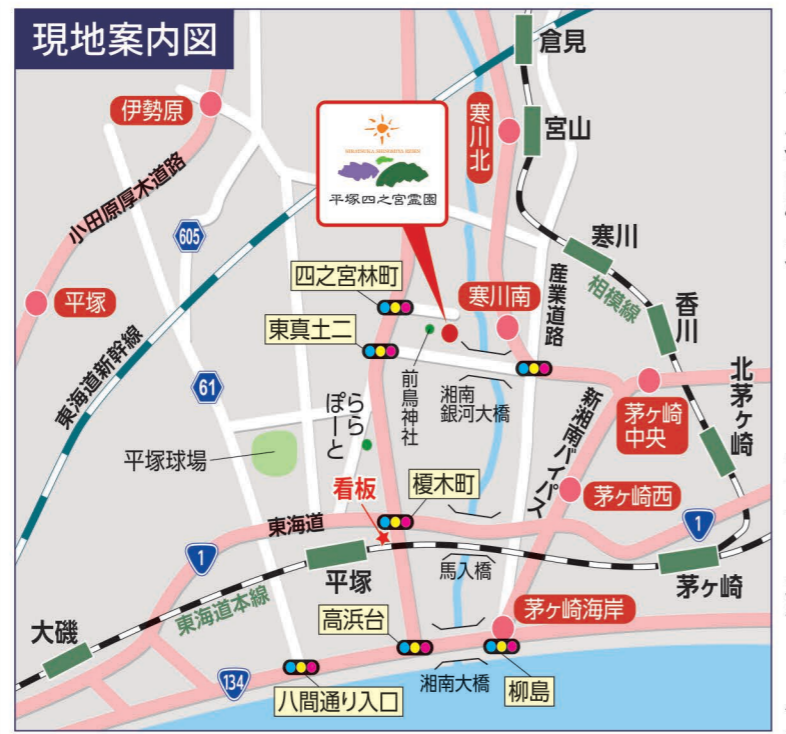 現地案内図
倉見
伊勢原
寒川北
宮山
平塚四之宮霊園
小田原厚木道路
605
寒川
四之宮林町
産業道路
相模線
平塚
寒川南
香川
東海道新幹線
東真土二
61
前鳥神社
湘南
銀河大橋
北茅ヶ崎
新湘南バイパス
茅ヶ崎
中央
らら
ぽーと
平塚球場
看板
榎木町
茅ヶ崎西
東海道
1
1
平塚
馬入橋
茅ヶ崎
東海道本線
大磯
高浜台
茅ヶ崎海岸
134
八間通り入口
湘南大橋
柳島